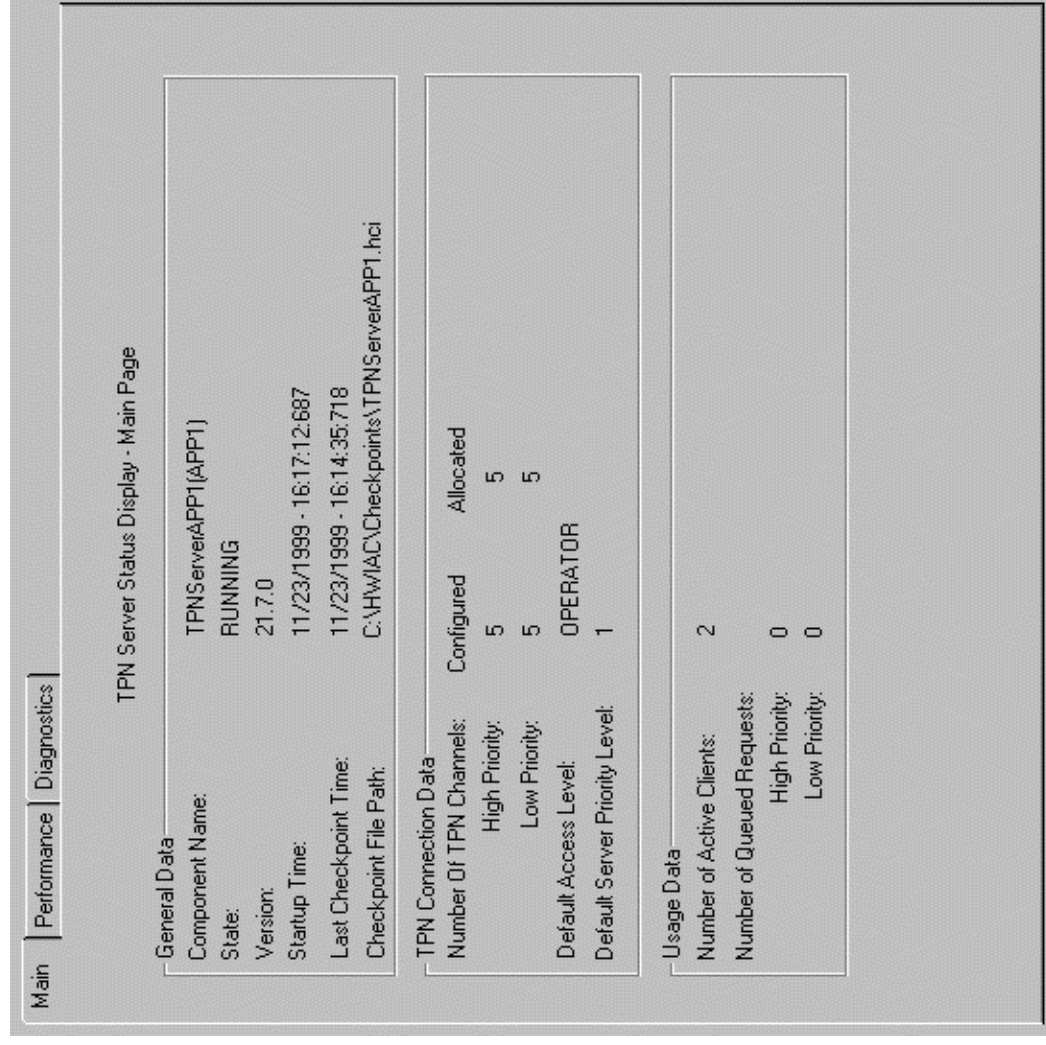 Main Performance Diagnostics
TPN Server Status Display - Main Page
General Data
Component Name: TPNServerAPP1(APP1)
State: RUNNING
Version: 21.7.0
Startup Time: 11/23/1999 - 16:17:12:687
Last Checkpoint Time: 11/23/1999 - 16:14:35:718
Checkpoint File Path: C:\HWIAC\Checkpoints\TPNServerAPP1.hci
TPN Connection Data
Number Of TPN Channels: Configured Allocated
High Priority: 5 5
Low Priority: 5 5
Default Access Level: OPERATOR
Default Server Priority Level: 1
Usage Data
Number of Active Clients: 2
Number of Queued Requests:
High Priority: 0
Low Priority: 0